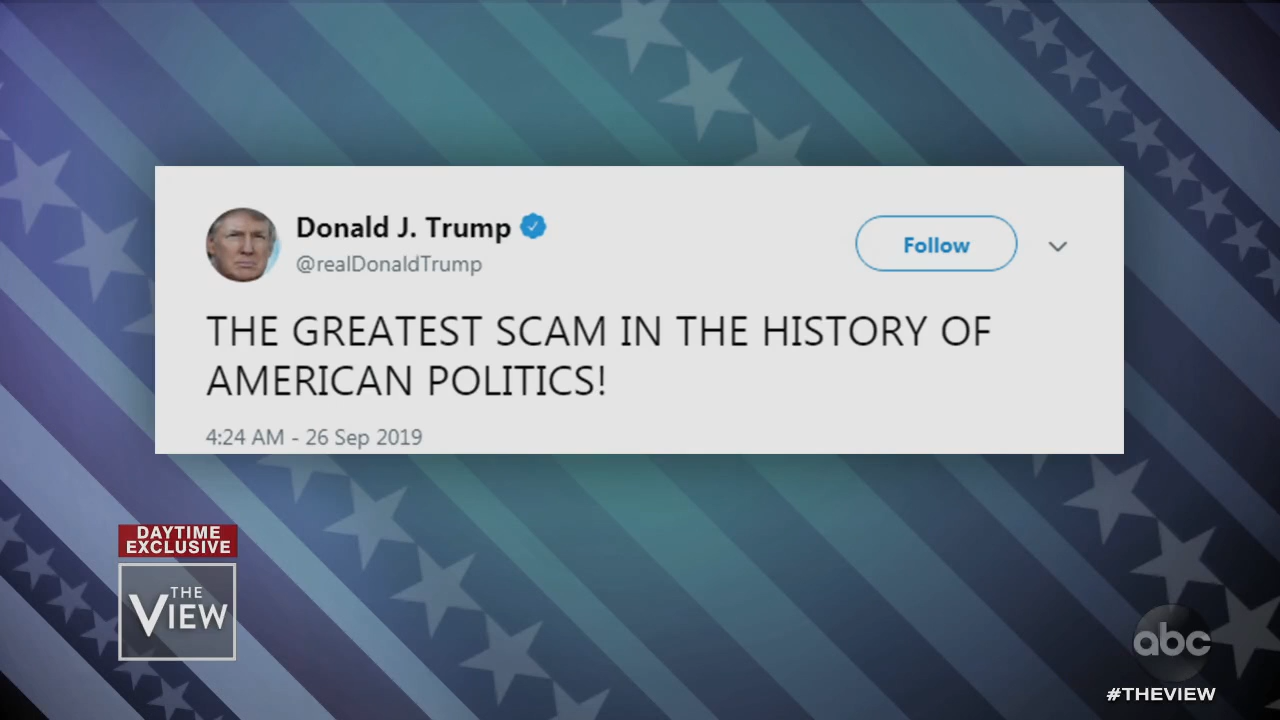 Donald J. Trump
@realDonaldTrump
Follow
THE GREATEST SCAM IN THE HISTORY OF
AMERICAN POLITICS!
4:24 AM - 26 Sep 2019
DAYTIME
EXCLUSIVE
THE
VIEW
abc
#THEVIEW